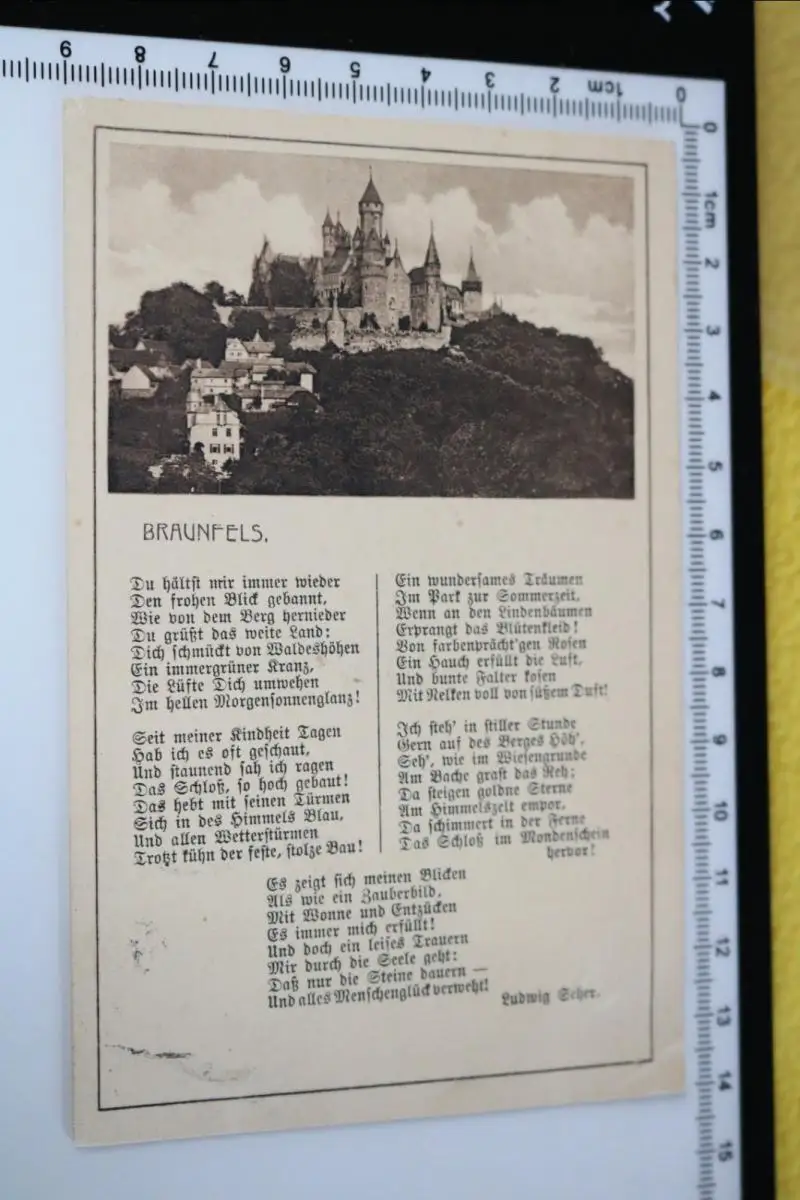 BRAUNFELS.
Du hältst mir immer wieder
Den frohen Blick gebannt,
Wie von dem Berg hernieder
Du grüßt das weite Land:
Dich schmückt von Waldeshöhen
Ein immergrüner Kranz,
Die Lüfte Dich umwehen
Im hellen Morgensonnenglanz!
Seit meiner Kindheit Tagen
Hab ich es oft geschaut,
Und staunend sah ich ragen
Das Schloß, so hoch gebaut!
Das hebt mit seinen Türmen
Sich in des Himmels Blau,
Und allen Wetterstürmen
Trotzt kühn der feste, stolze Bau!
Ein wundersames Träumen
Im Park zur Sommerzeit,
Wenn an den Lindenbäumen
Erprangt das Blütenkleid!
Von farbenprächt'gen Rosen
Ein Hauch erfüllt die Luft,
Und bunte Falter kosen
Mit Nelken voll von süßem Duft!
Ich steh' in stiller Stunde
Gern auf des Berges Höh',
Seh', wie im Wiesengrunde
Am Bache grast das Reh;
Da steigen goldne Sterne
Am Himmelszelt empor,
Da schimmert in der Ferne
Das Schloß im Mondenschein
hervor!
Es zeigt sich meinen Blicken
Als wie ein Zauberbild,
Mit Wonne und Entzücken
Es immer mich erfüllt!
Und doch ein leises Trauern
Mir durch die Seele geht:
Daß nur die Steine dauern —
Und alles Menschenglück verweht!
Ludwig
0 1cm 2 3 4 5 6 7 8 9
0 1cm 2 3 4 5 6 7 8 9 10 11 12 13 14 15